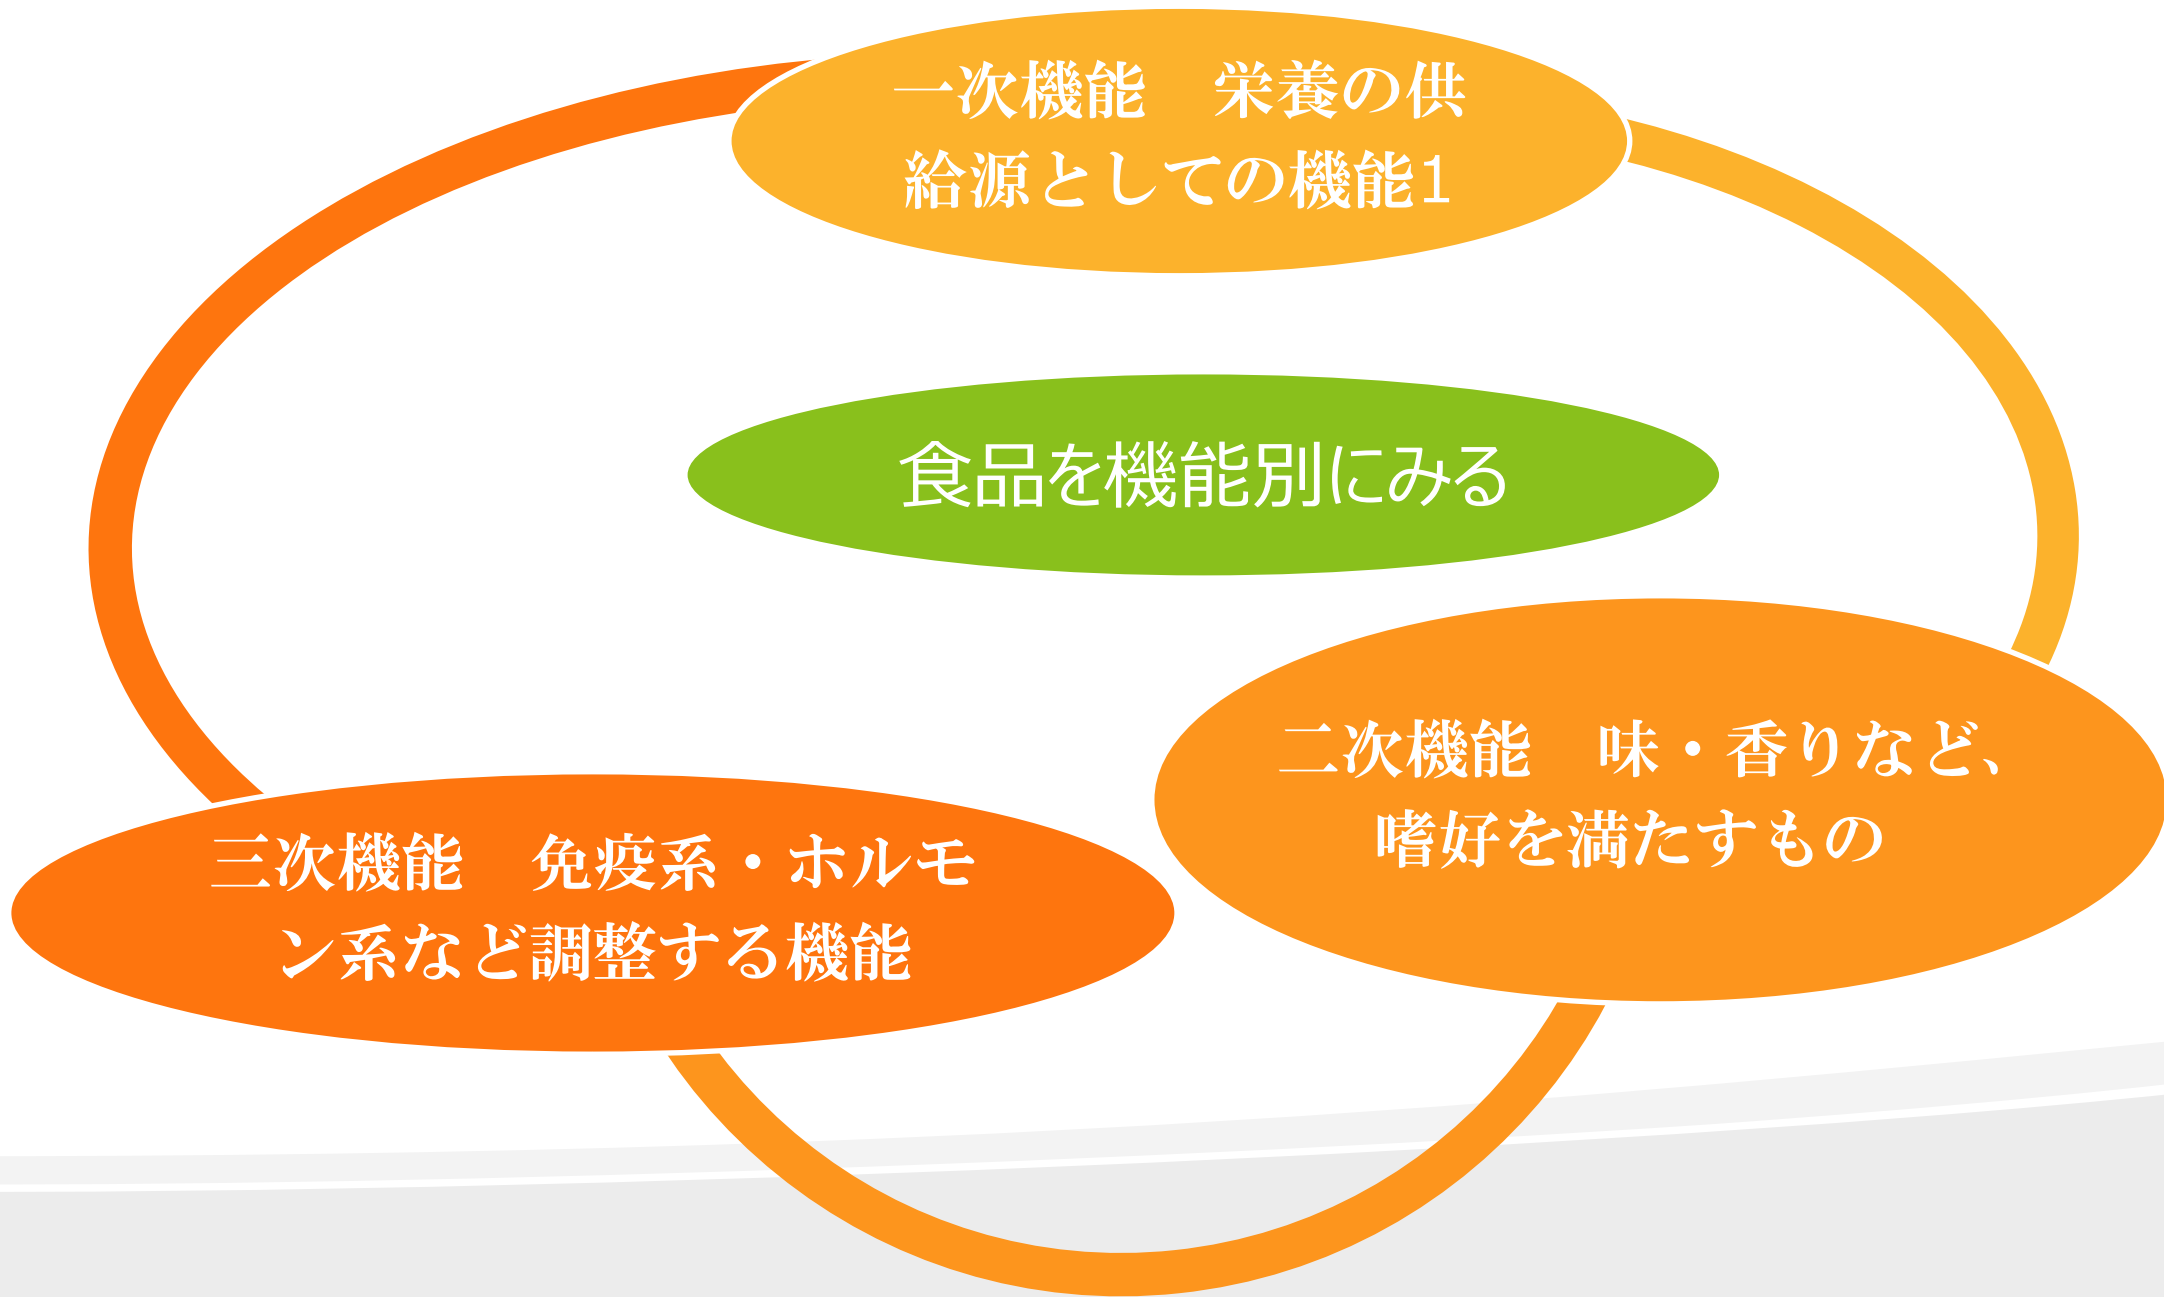 一次機能　栄養の供
給源としての機能1
食品を機能別にみる
二次機能　味・香りなど、
嗜好を満たすもの
三次機能　免疫系・ホルモ
ン系など調整する機能